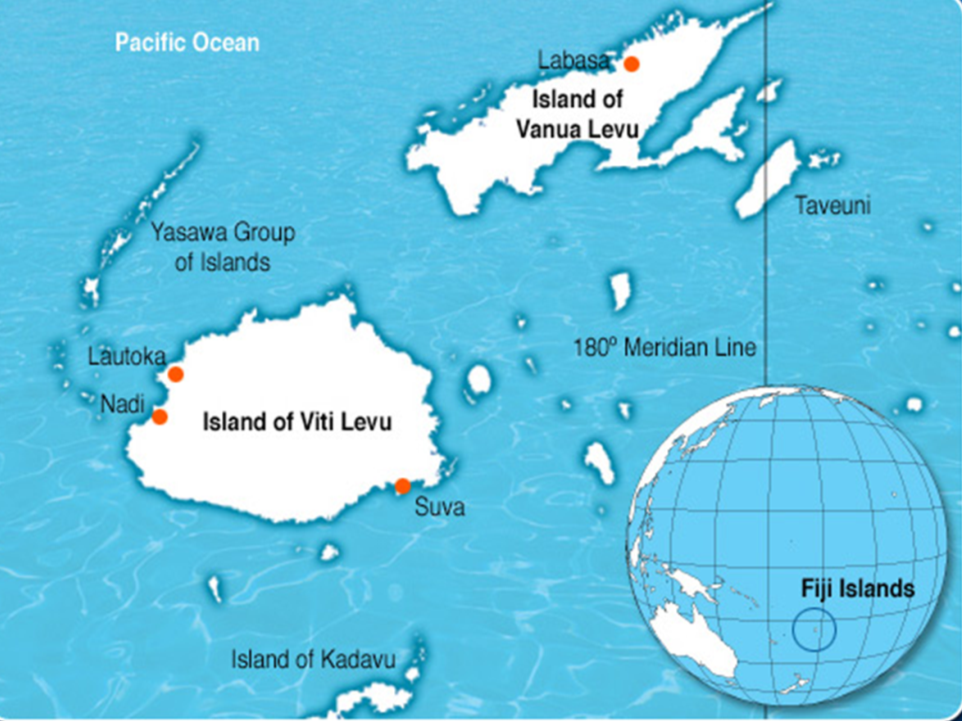 Pacific Ocean
Labasa
Island of
Vanua Levu
Taveuni
Yasawa Group
of Islands
180º Meridian Line
Lautoka
Nadi
Island of Viti Levu
Suva
Fiji Islands
Island of Kadavu